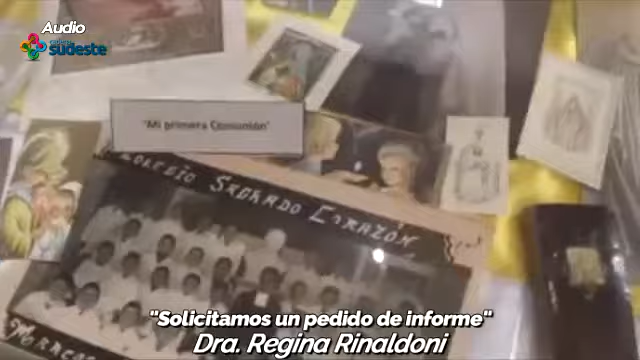 Audio
sudeste
"Mi primera Comunión"
COLEGIO SAGRADO CORAZÓN
"Solicitamos un pedido de informe"
Dra. Regina Rinaldoni